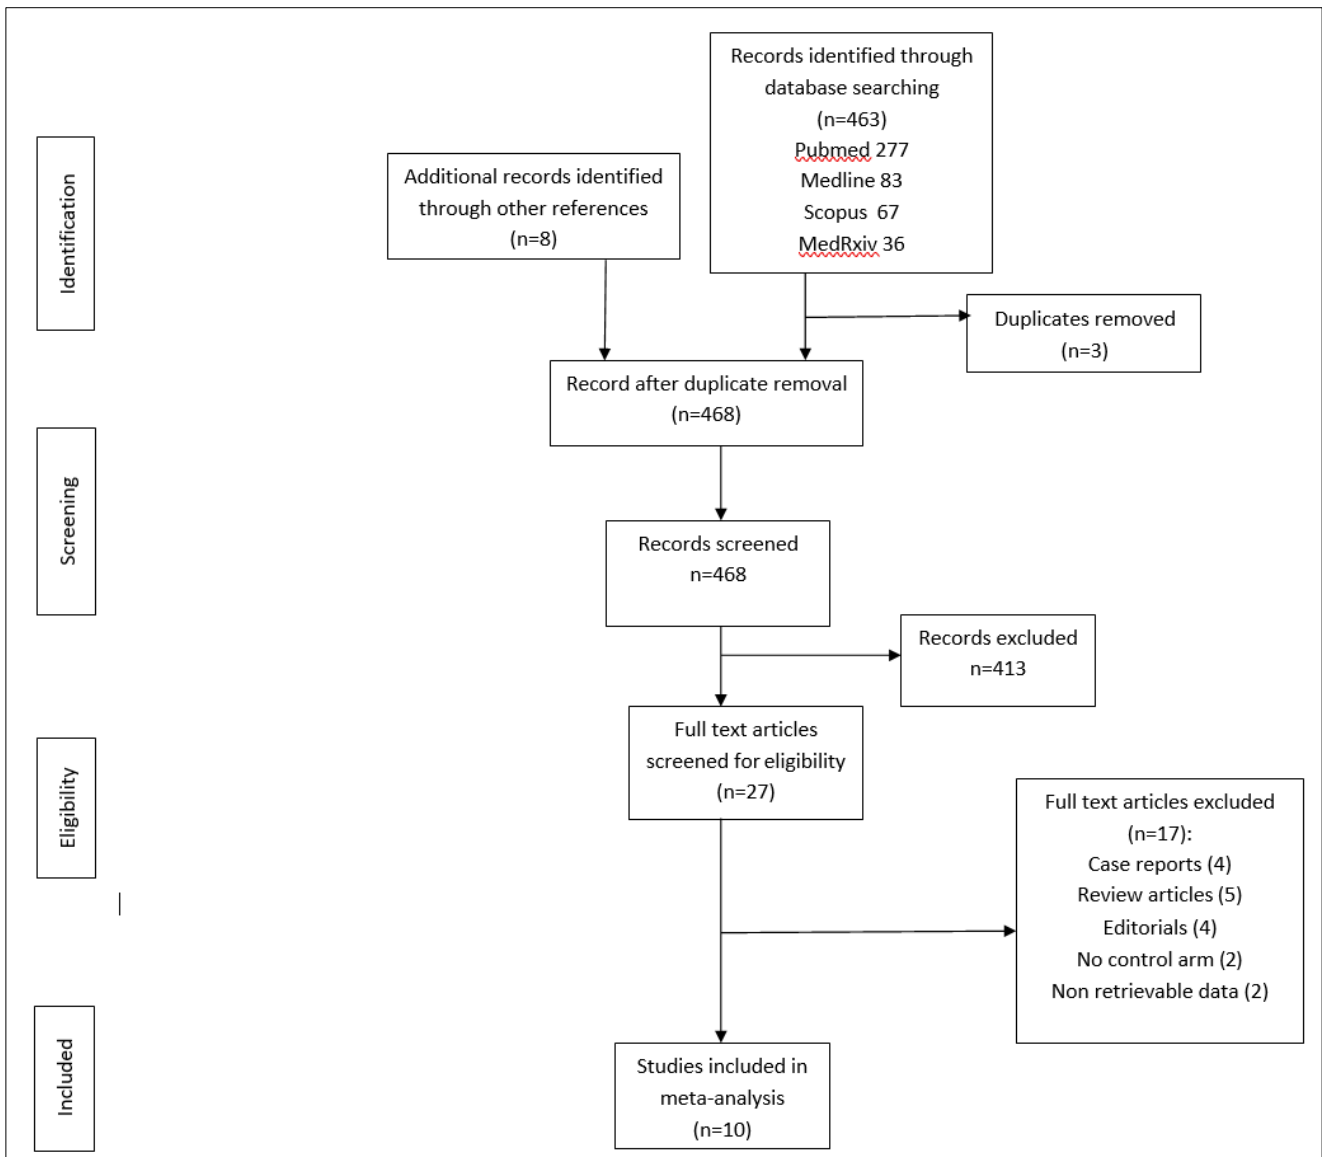 Records identified through
database searching
(n=463)
Pubmed 277
Medline 83
Scopus 67
MedRxiv 36
Identification
Additional records identified
through other references
(n=8)
Duplicates removed
(n=3)
Record after duplicate removal
(n=468)
Screening
Records screened
n=468
Records excluded
n=413
Eligibility
Full text articles
screened for eligibility
(n=27)
Full text articles excluded
(n=17):
Case reports (4)
Review articles (5)
Editorials (4)
No control arm (2)
Non retrievable data (2)
Included
Studies included in
meta-analysis
(n=10)